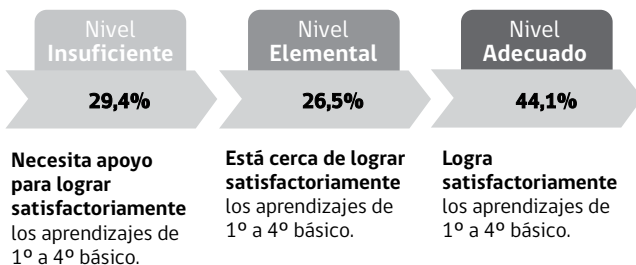 Nivel
Insuficiente
29,4%
Necesita apoyo
para lograr
satisfactoriamente
los aprendizajes de
1º a 4º básico.
Nivel
Elemental
26,5%
Está cerca de lograr
satisfactoriamente
los aprendizajes de
1º a 4º básico.
Nivel
Adecuado
44,1%
Logra
satisfactoriamente
los aprendizajes de
1º a 4º básico.